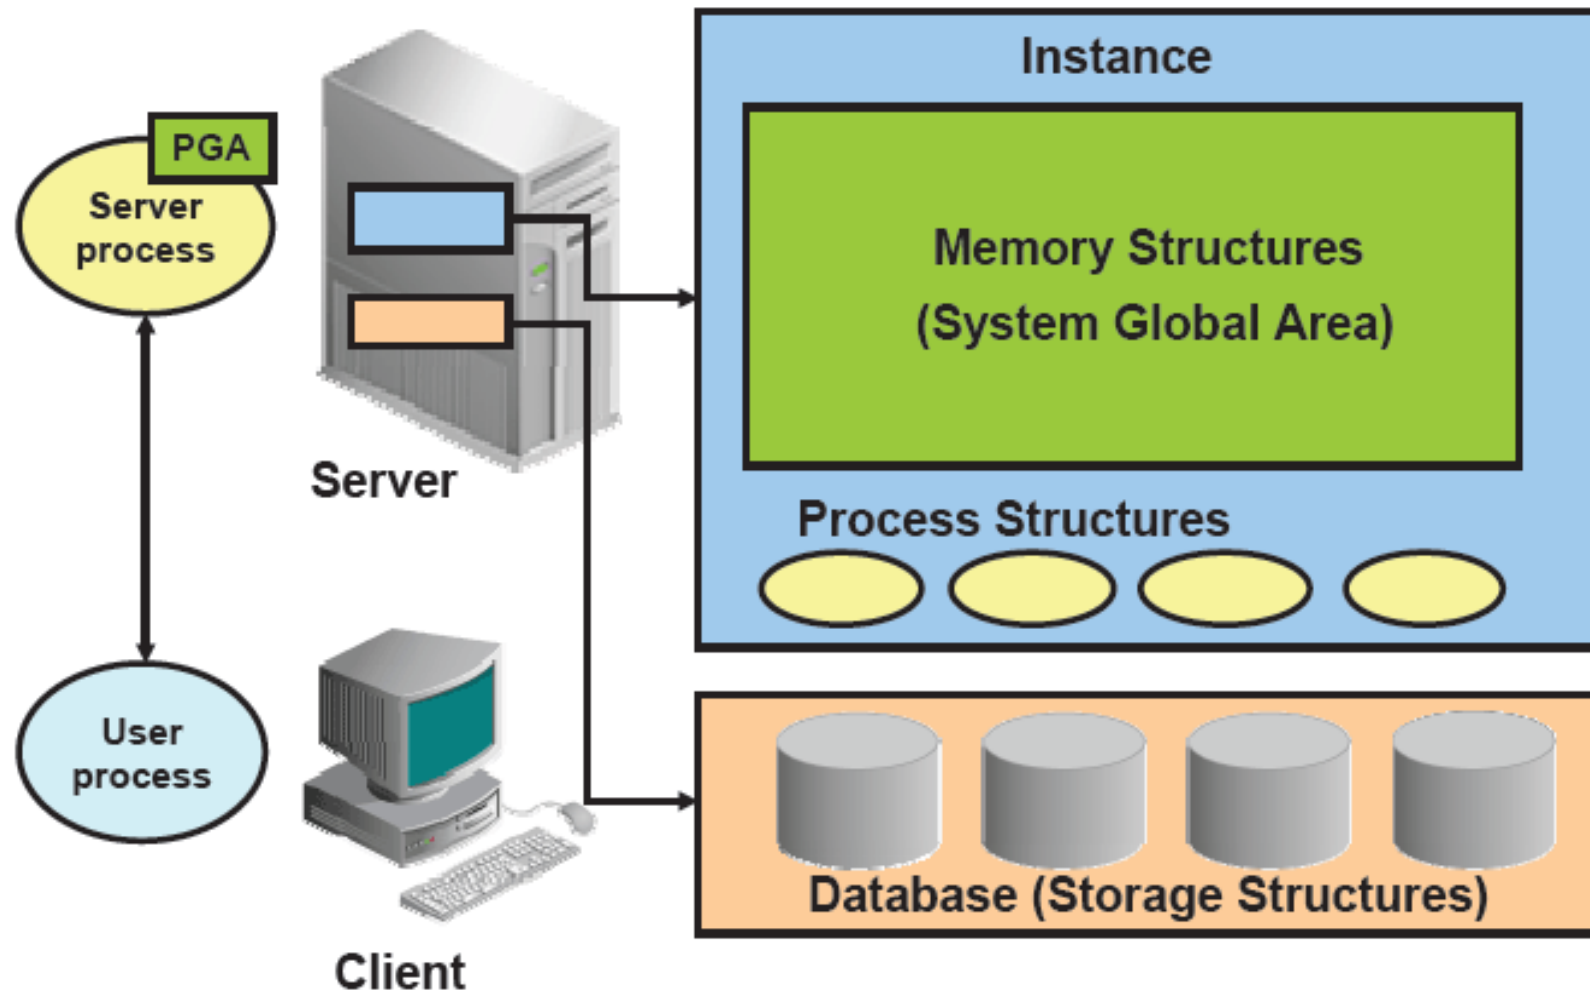 Instance
PGA
Server
process
Memory Structures
(System Global Area)
Server
Process Structures
User
process
Database (Storage Structures)
Client